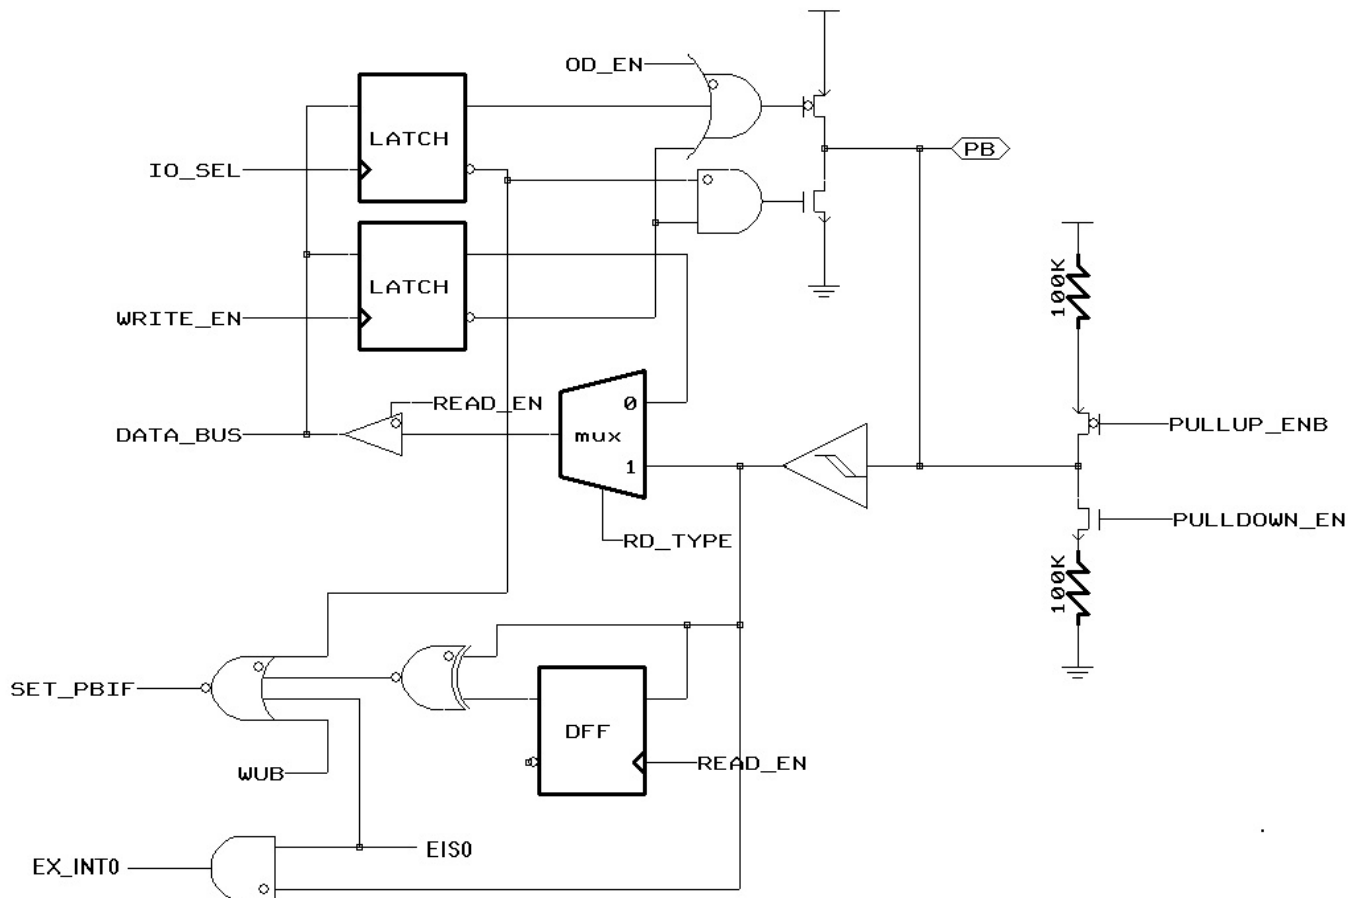 OD_EN
LATCH
IO_SEL
PB
LATCH
WRITE_EN
100K
READ_EN
DATA_BUS
0
mux
1
PULLUP_ENB
RD_TYPE
PULLDOWN_EN
100K
SET_PBIF
DFF
READ_EN
WUB
EIS0
EX_INT0